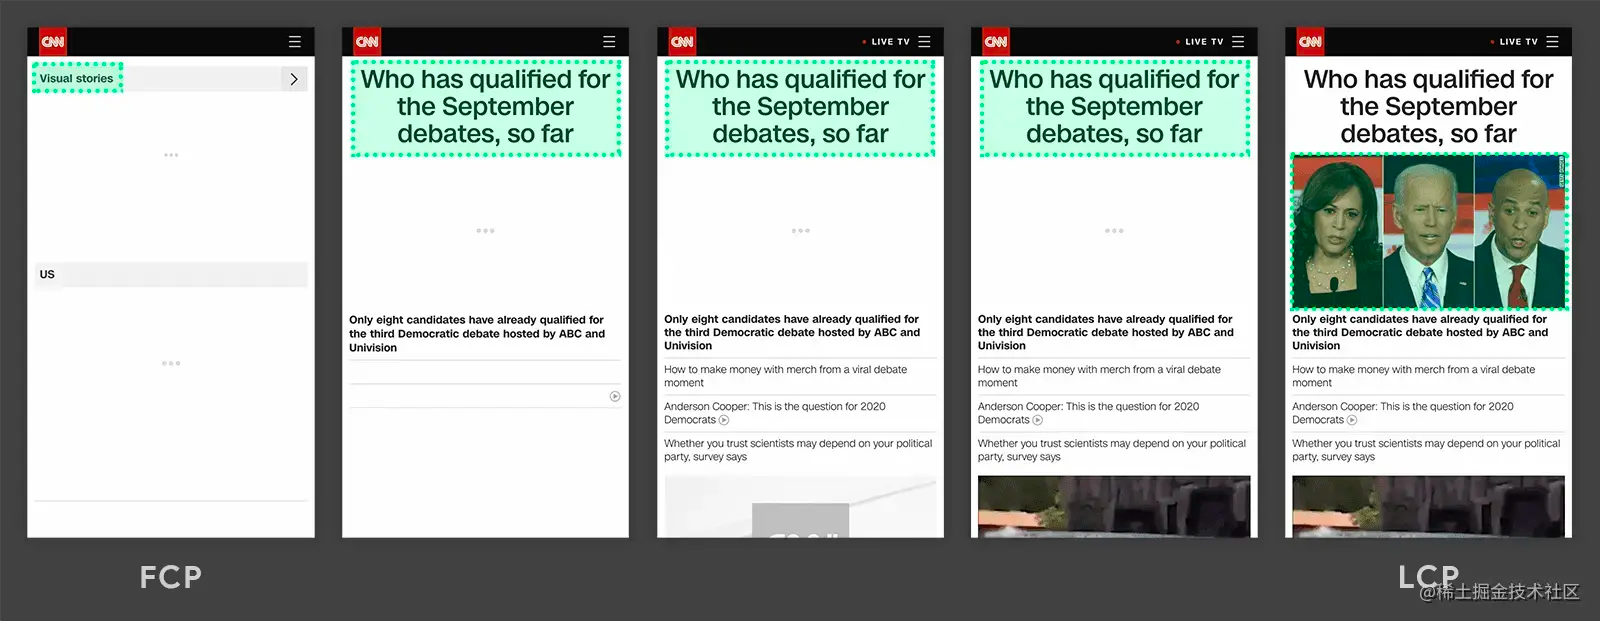 CNN
Visual stories
US
FCP
CNN
Who has qualified for
the September
debates, so far
Only eight candidates have already qualified for
the third Democratic debate hosted by ABC and
Univision
CNN
LIVE TV
Who has qualified for
the September
debates, so far
Only eight candidates have already qualified for
the third Democratic debate hosted by ABC and
Univision
How to make money with merch from a viral debate
moment
Anderson Cooper: This is the question for 2020
Democrats
Whether you trust scientists may depend on your political
party, survey says
CNN
LIVE TV
Who has qualified for
the September
debates, so far
Only eight candidates have already qualified for
the third Democratic debate hosted by ABC and
Univision
How to make money with merch from a viral debate
moment
Anderson Cooper: This is the question for 2020
Democrats
Whether you trust scientists may depend on your political
party, survey says
CNN
LIVE TV
Who has qualified for
the September
debates, so far
Only eight candidates have already qualified for
the third Democratic debate hosted by ABC and
Univision
How to make money with merch from a viral debate
moment
Anderson Cooper: This is the question for 2020
Democrats
Whether you trust scientists may depend on your political
party, survey says
LCP
@稀土掘金技术社区